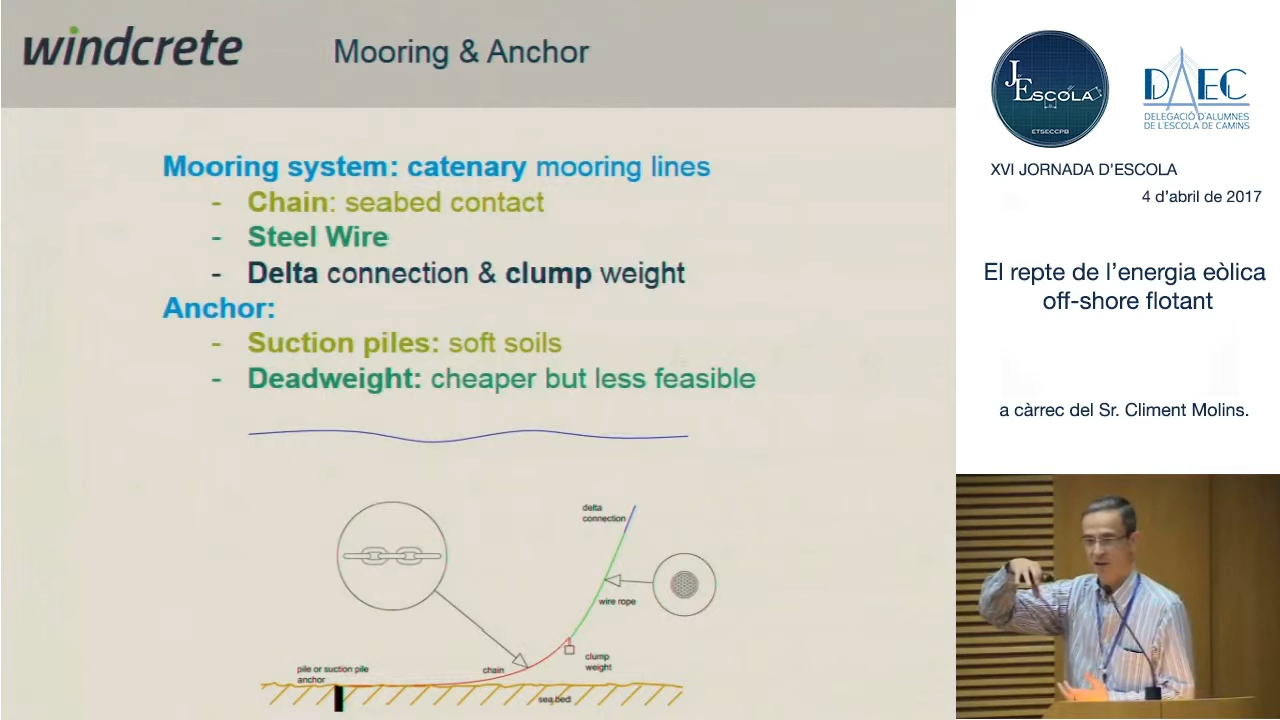 windcrete
Mooring & Anchor
Mooring system: catenary mooring lines
- Chain: seabed contact
- Steel Wire
- Delta connection & clump weight
Anchor:
- Suction piles: soft soils
- Deadweight: cheaper but less feasible
delta
connection
wire rope
clump
weight
chain
pile or suction pile
anchor
sea bed
J
ESCOLA
ETSECCPB
DAEC
DELEGACIÓ D'ALUMNES
DE L'ESCOLA DE CAMINS
XVI JORNADA D'ESCOLA
4 d'abril de 2017
El repte de l'energia eòlica
off-shore flotant
a càrrec del Sr. Climent Molins.